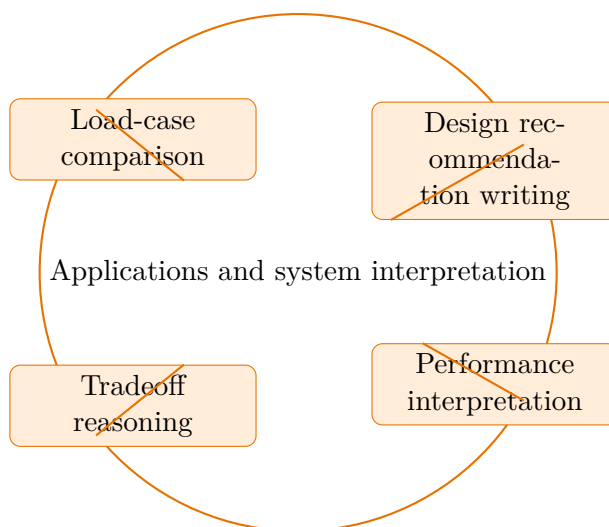 Load-case
comparison
Design rec-
ommenda-
tion writing
Applications and system interpretation
Tradeoff
reasoning
Performance
interpretation